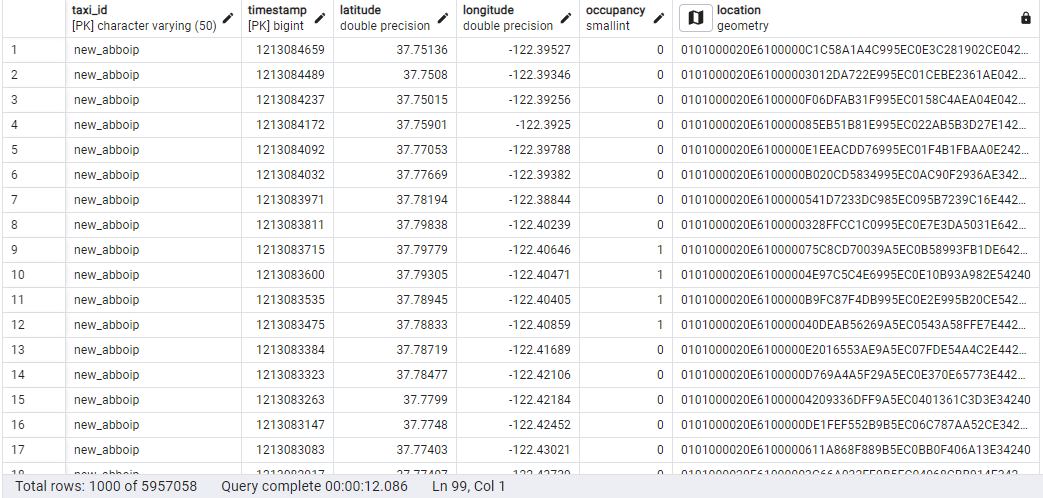 taxi_id timestamp latitude longitude occupancy location
[PK] character varying (50) [PK] bigint double precision double precision smallint geometry
1 new_abboip 1213084659 37.75136 -122.39527 0 0101000020E6100000C1C58A1A4C995EC0E3C281902CE042...
2 new_abboip 1213084489 37.7508 -122.39346 0 0101000020E61000003012DA722E995EC01CEBE2361AE042...
3 new_abboip 1213084237 37.75015 -122.39256 0 0101000020E6100000F06DFAB31F995EC0158C4AEA04E042...
4 new_abboip 1213084172 37.75901 -122.3925 0 0101000020E610000085EB51B81E995EC022AB5B3D27E142...
5 new_abboip 1213084092 37.77053 -122.39788 0 0101000020E6100000E1EEACDD76995EC01F4B1FBAA0E242...
6 new_abboip 1213084032 37.77669 -122.39382 0 0101000020E6100000B020CD5834995EC0AC90F2936AE342...
7 new_abboip 1213083971 37.78194 -122.38844 0 0101000020E6100000541D7233DC985EC095B7239C16E442...
8 new_abboip 1213083811 37.79838 -122.40239 0 0101000020E6100000328FFCC1C0995EC0E7E3DA5031E642...
9 new_abboip 1213083715 37.79779 -122.40646 1 0101000020E610000075C8CD70039A5EC0B58993FB1DE642...
10 new_abboip 1213083600 37.79305 -122.40471 1 0101000020E61000004E97C5C4E6995EC0E10B93A982E54240
11 new_abboip 1213083535 37.78945 -122.40405 1 0101000020E6100000B9FC87F4DB995EC0E2E995B20CE542...
12 new_abboip 1213083475 37.78833 -122.40859 1 0101000020E610000040DEAB56269A5EC0543A58FFE7E442...
13 new_abboip 1213083384 37.78719 -122.41689 0 0101000020E6100000E2016553AE9A5EC07FDE54A4C2E442...
14 new_abboip 1213083323 37.78477 -122.42106 0 0101000020E6100000D769A4A5F29A5EC0E370E65773E442...
15 new_abboip 1213083263 37.7799 -122.42184 0 0101000020E61000004209336DFF9A5EC0401361C3D3E34240
16 new_abboip 1213083147 37.7748 -122.42452 0 0101000020E6100000DE1FEF552B9B5EC06C787AA52CE342...
17 new_abboip 1213083083 37.77403 -122.43021 0 0101000020E6100000611A868F889B5EC0BB0F406A13E34240
Total rows: 1000 of 5957058 Query complete 00:00:12.086 Ln 99, Col 1